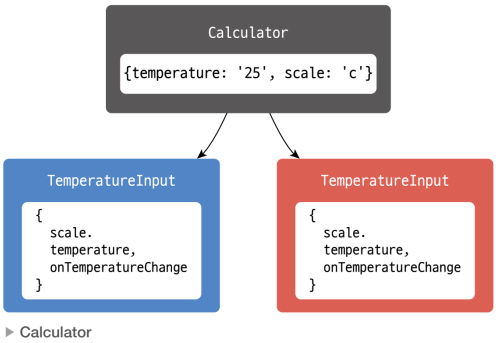 Calculator
{temperature: '25', scale: 'c'}
TemperatureInput
{
scale.
temperature,
onTemperatureChange
}
TemperatureInput
{
scale.
temperature,
onTemperatureChange
}
Calculator